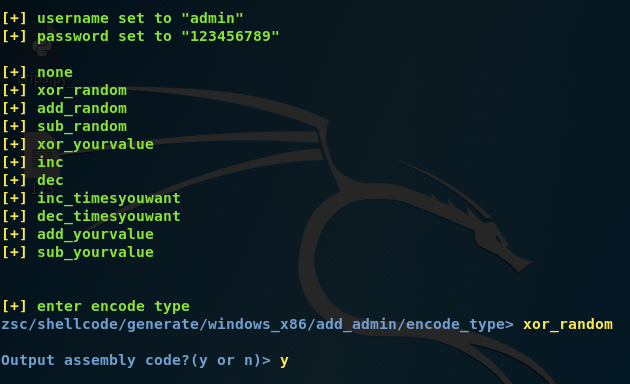 [+] username set to "admin"
[+] password set to "123456789"
[+] none
[+] xor_random
[+] add_random
[+] sub_random
[+] xor_yourvalue
[+] inc
[+] dec
[+] inc_timesyouwant
[+] dec_timesyouwant
[+] add_yourvalue
[+] sub_yourvalue
[+] enter encode type
zsc/shellcode/generate/windows_x86/add_admin/encode_type> xor_random
Output assembly code?(y or n)> y